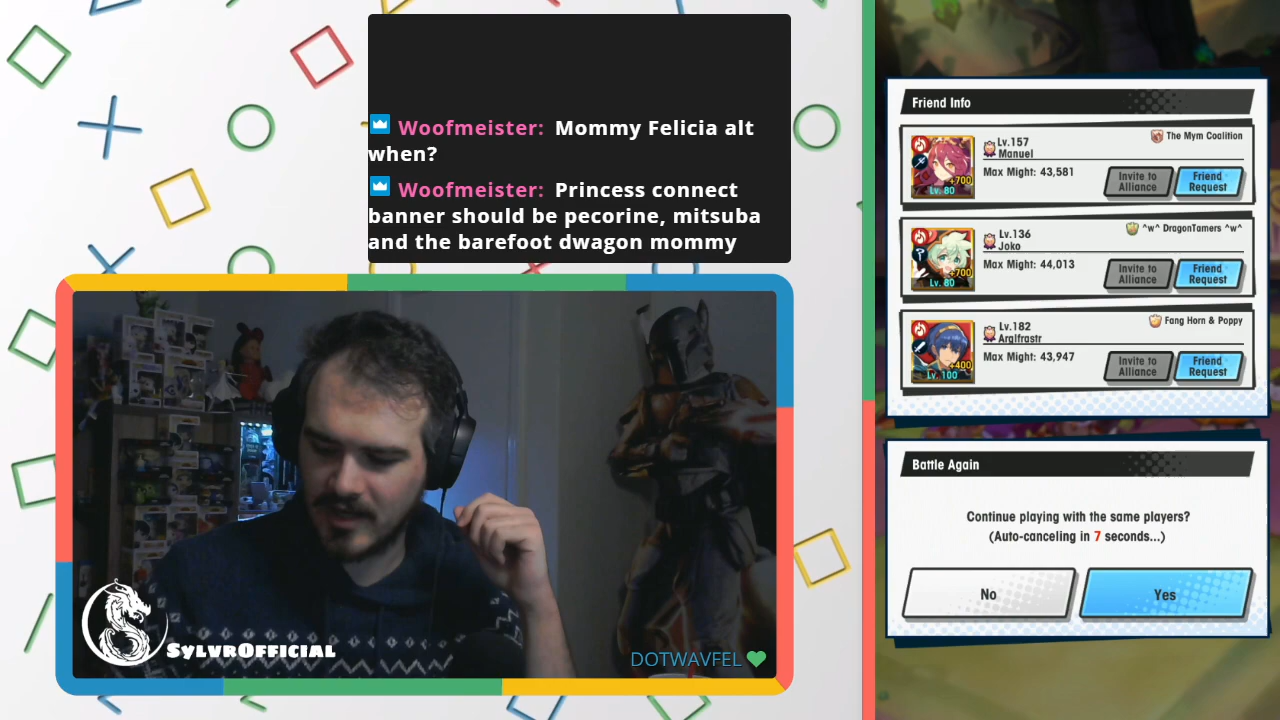 Woofmeister: Mommy Felicia alt
when?
Woofmeister: Princess connect
banner should be pecorine, mitsuba
and the barefoot dwagon mommy
SylvrOfficial
DOTWAVFEL
Friend Info
Lv.157
Manuel
The Mym Coalition
Max Might: 43,581
Invite to
Alliance
Friend
Request
+700
Lv. 80
Lv.136
Joko
^w^ DragonTamers ^w^
Max Might: 44,013
Invite to
Alliance
Friend
Request
+700
Lv. 80
Lv.182
Aralfrastr
Fang Horn & Poppy
Max Might: 43,947
Invite to
Alliance
Friend
Request
+400
Lv. 100
Battle Again
Continue playing with the same players?
(Auto-canceling in 7 seconds...)
No
Yes